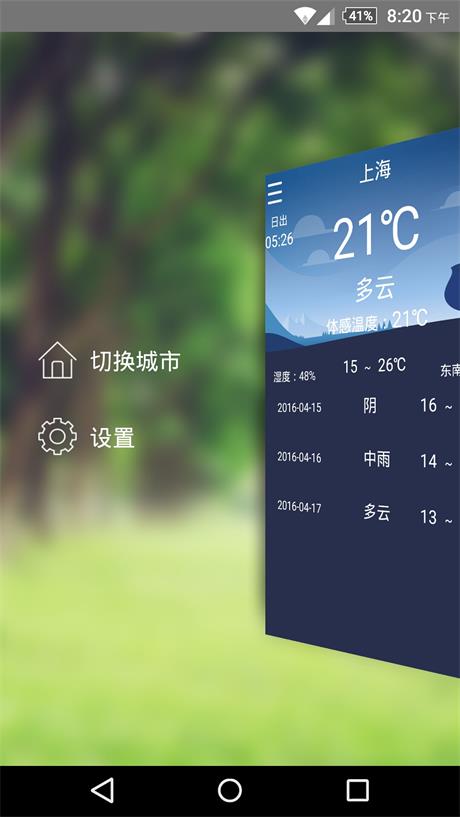 41% 8:20 下午
上海
日出
05:26
21℃
多云
体感温度：21℃
湿度：48% 15 ~ 26℃ 东南
2016-04-15 阴 16 ~
2016-04-16 中雨 14 ~
2016-04-17 多云 13 ~
切换城市
设置